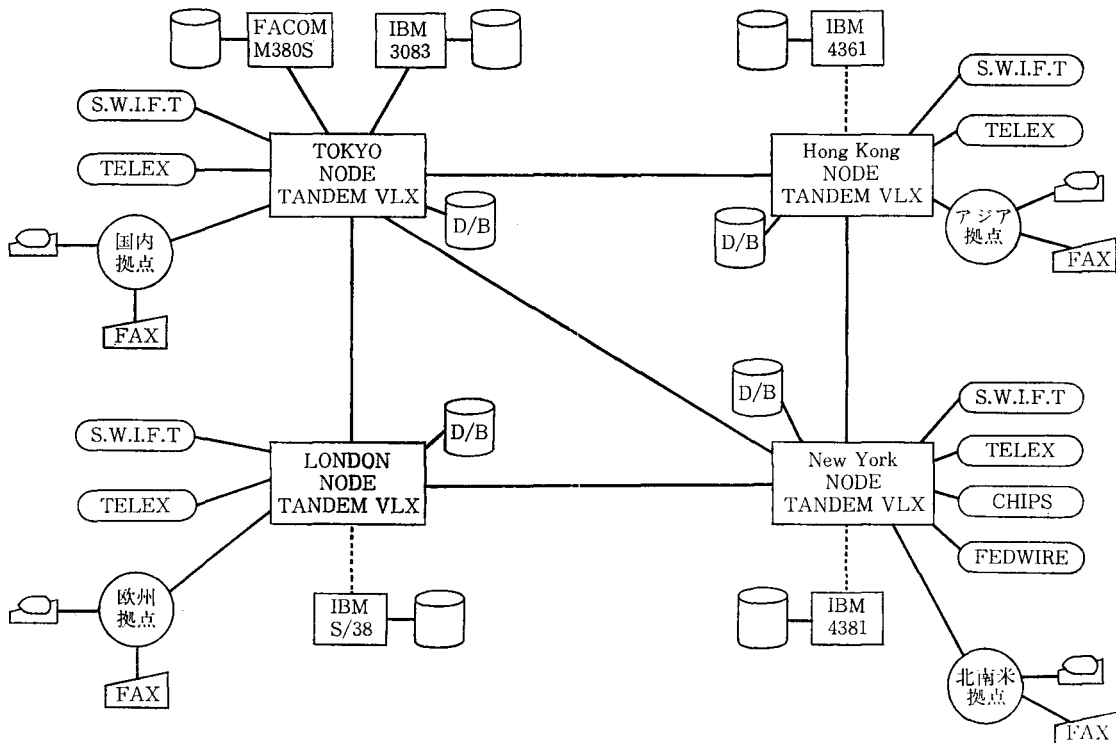 FACOM
M380S
IBM
3083
IBM
4361
S.W.I.F.T
TELEX
TOKYO
NODE
TANDEM VLX
D/B
国内
拠点
FAX
Hong Kong
NODE
TANDEM VLX
D/B
S.W.I.F.T
TELEX
アジア
拠点
FAX
S.W.I.F.T
TELEX
LONDON
NODE
TANDEM VLX
D/B
欧州
拠点
FAX
IBM
S/38
D/B
New York
NODE
TANDEM VLX
S.W.I.F.T
TELEX
CHIPS
FEDWIRE
IBM
4381
北南米
拠点
FAX